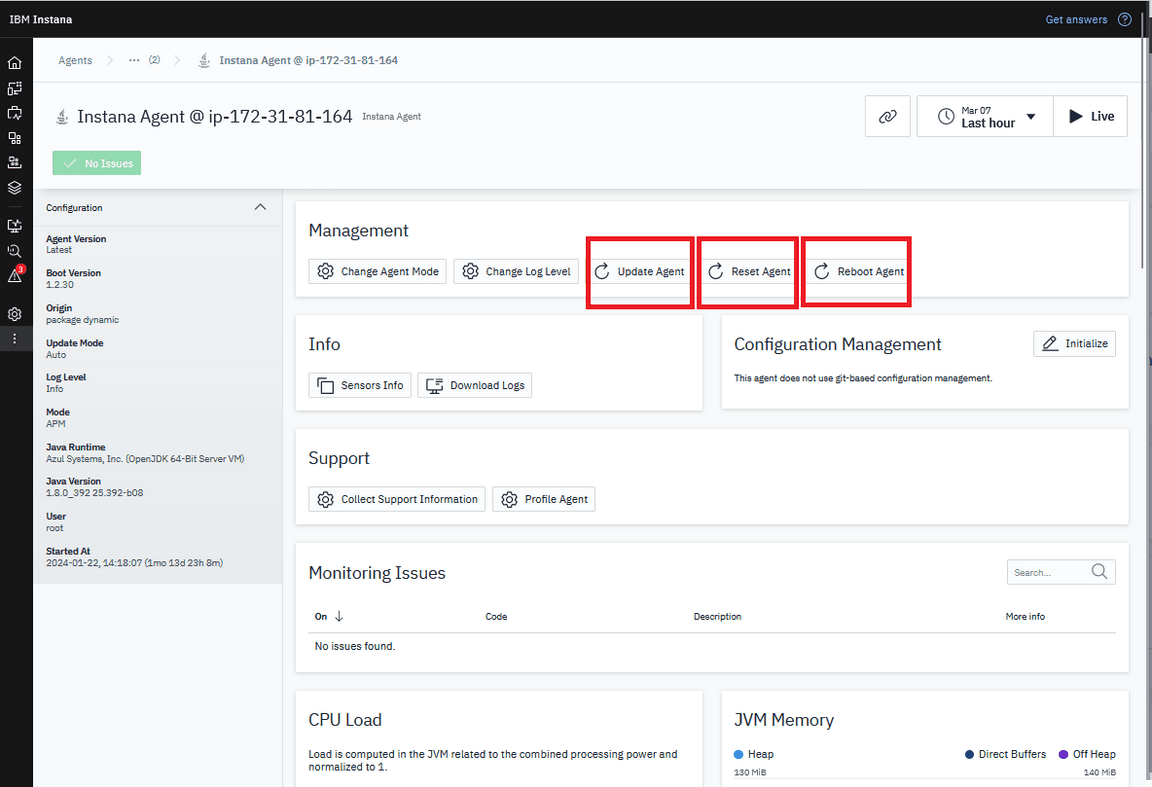 IBM Instana
Get answers
Agents
... (2)
Instana Agent @ ip-172-31-81-164
Instana Agent @ ip-172-31-81-164
Instana Agent
Mar 07
Last hour
Live
No Issues
3
Configuration
Agent Version
Latest
Boot Version
1.2.30
Origin
package dynamic
Update Mode
Auto
Log Level
Info
Mode
APM
Java Runtime
Azul Systems, Inc. (OpenJDK 64-Bit Server VM)
Java Version
1.8.0_392 25.392-b08
User
root
Started At
2024-01-22, 14:18:07 (1mo 13d 23h 8m)
Management
Change Agent Mode
Change Log Level
Update Agent
Reset Agent
Reboot Agent
Info
Sensors Info
Download Logs
Configuration Management
Initialize
This agent does not use git-based configuration management.
Support
Collect Support Information
Profile Agent
Monitoring Issues
Search...
On Code Description More info
No issues found.
CPU Load
Load is computed in the JVM related to the combined processing power and
normalized to 1.
JVM Memory
Heap
Direct Buffers
Off Heap
130 MiB
140 MiB